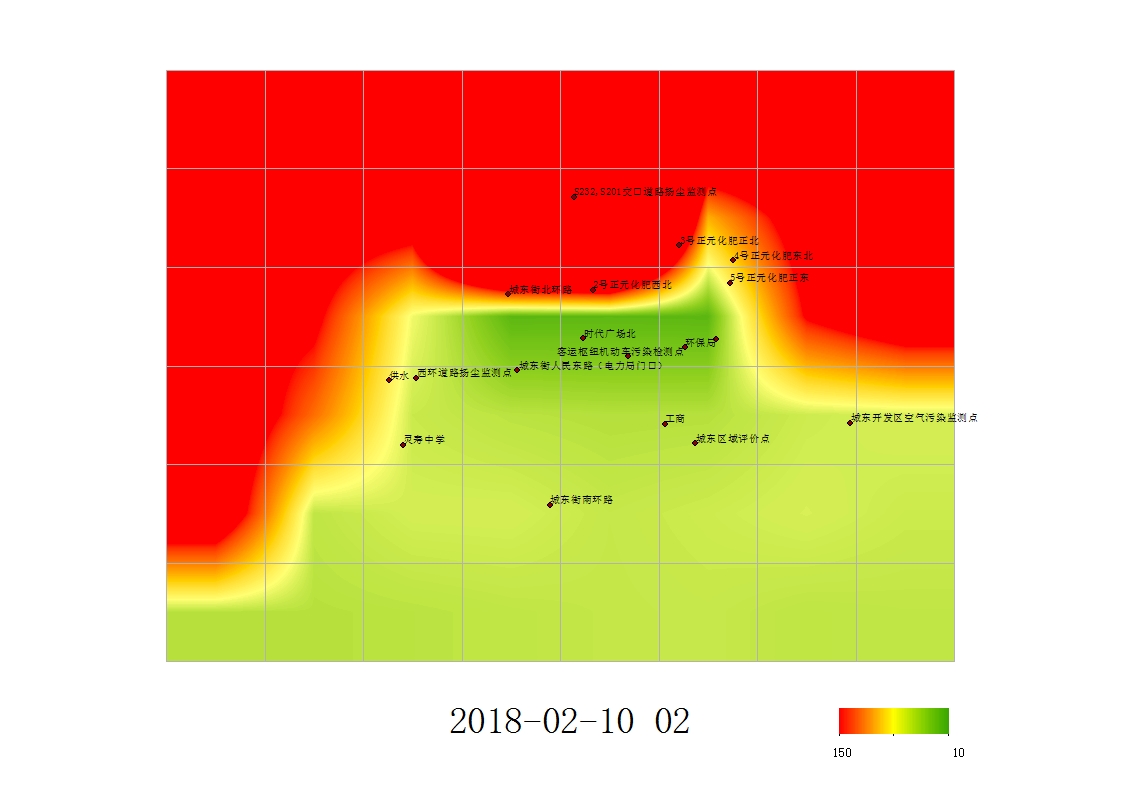 S232,S201交口道路扬尘监测点
3号正元化肥正北
4号正元化肥东北
5号正元化肥正东
城东街北环路
2号正元化肥西北
时代广场北
环保局
客运枢纽机动车污染检测点
城东街人民东路（电力局门口）
供水
西环道路扬尘监测点
工商
城东开发区空气污染监测点
灵寿中学
城东区域评价点
城东街南环路
2018-02-10 02
150
10